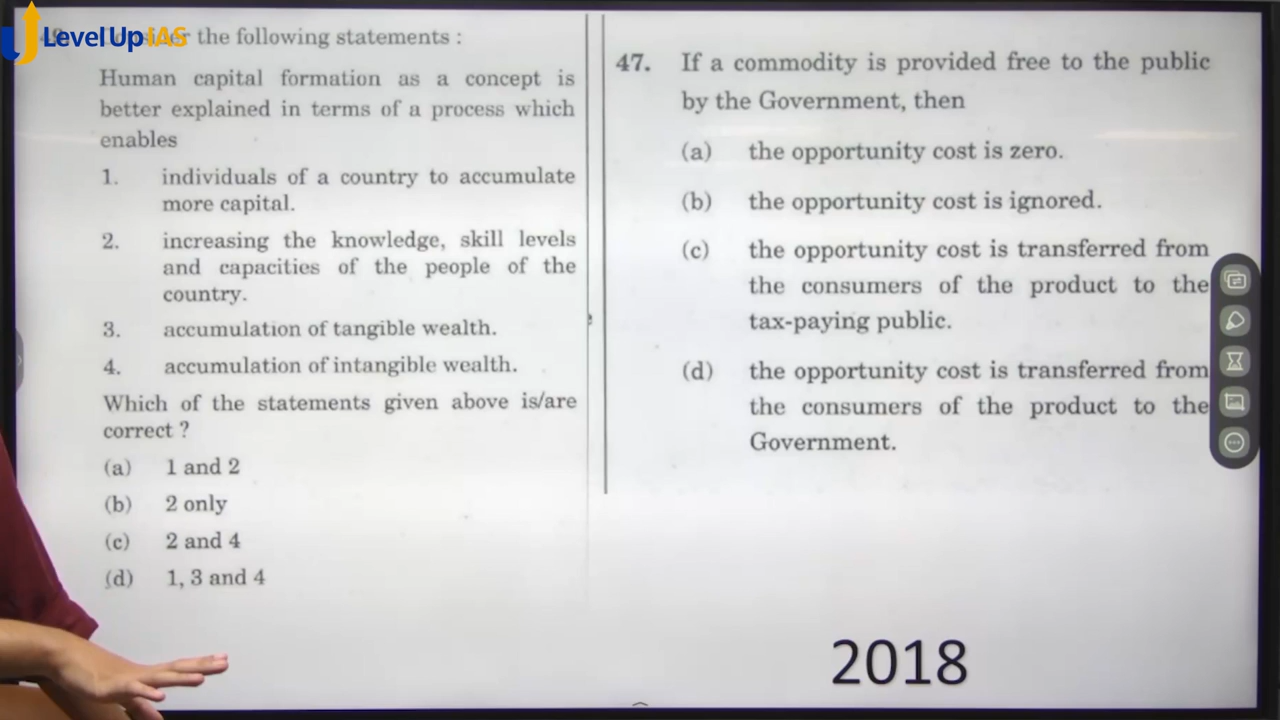 Level Up IAS
the following statements :
Human capital formation as a concept is
better explained in terms of a process which
enables
1. individuals of a country to accumulate
more capital.
2. increasing the knowledge, skill levels
and capacities of the people of the
country.
3. accumulation of tangible wealth.
4. accumulation of intangible wealth.
Which of the statements given above is/are
correct ?
(a) 1 and 2
(b) 2 only
(c) 2 and 4
(d) 1, 3 and 4
47. If a commodity is provided free to the public
by the Government, then
(a) the opportunity cost is zero.
(b) the opportunity cost is ignored.
(c) the opportunity cost is transferred from
the consumers of the product to the
tax-paying public.
(d) the opportunity cost is transferred from
the consumers of the product to the
Government.
2018